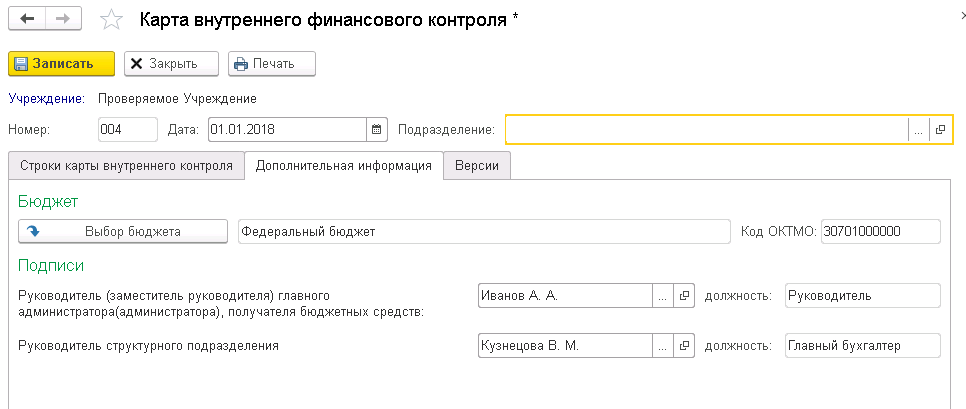 Карта внутреннего финансового контроля *
Записать Закрыть Печать
Учреждение: Проверяемое Учреждение
Номер: 004 Дата: 01.01.2018 Подразделение: ...
Строки карты внутреннего контроля Дополнительная информация Версии
Бюджет
Выбор бюджета Федеральный бюджет Код ОКТМО: 30701000000
Подписи
Руководитель (заместитель руководителя) главного
администратора(администратора), получателя бюджетных средств: Иванов А. А. ... должность: Руководитель
Руководитель структурного подразделения Кузнецова В. М. ... должность: Главный бухгалтер